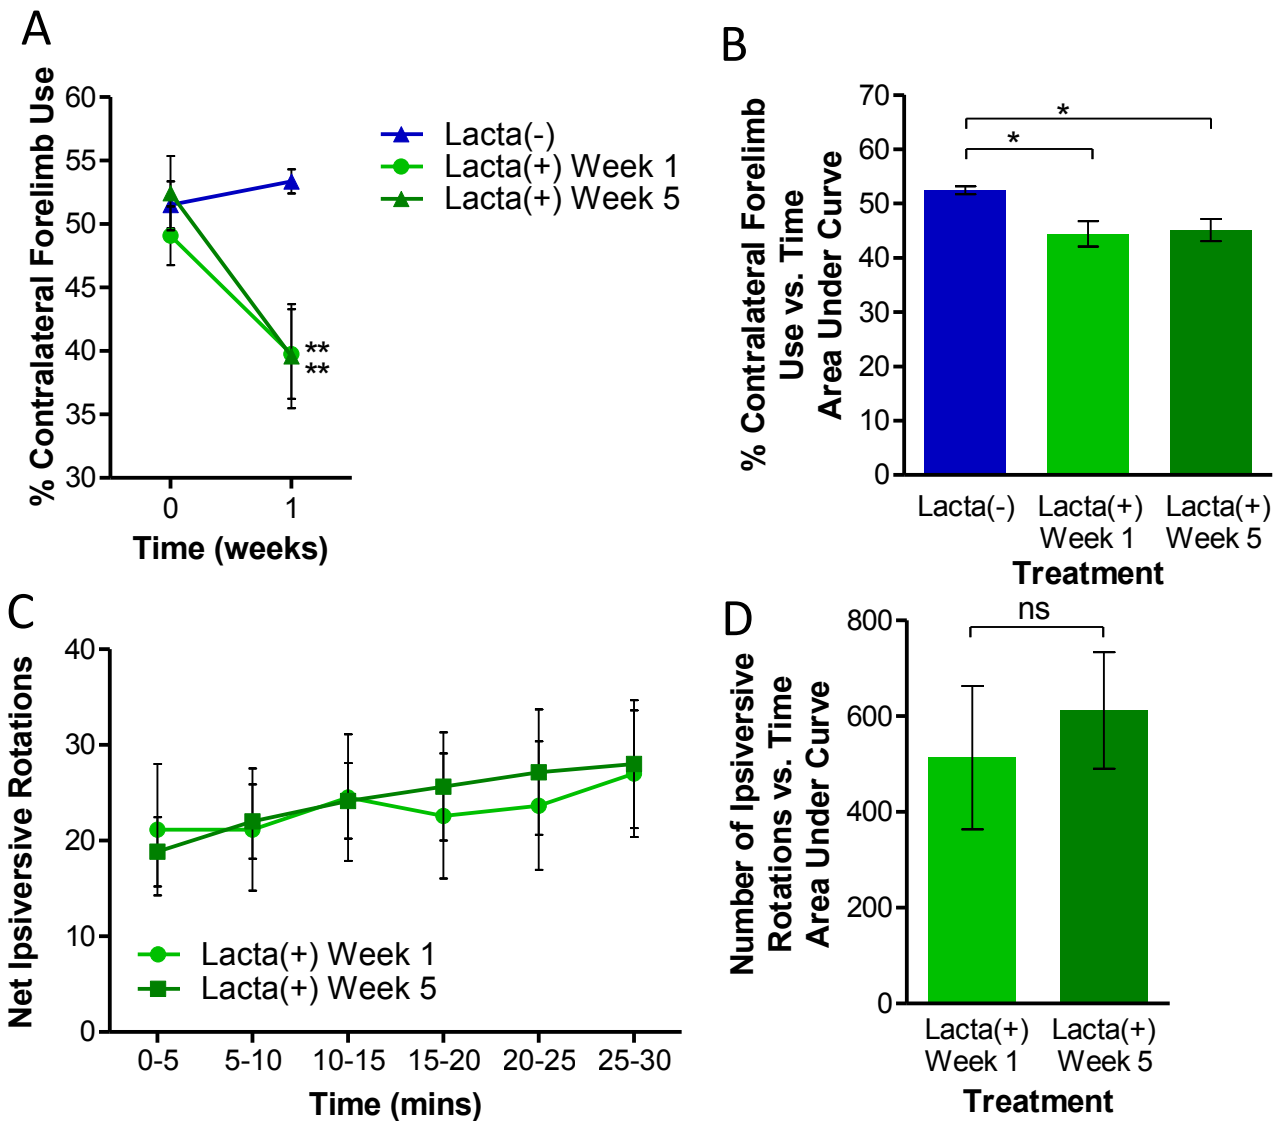 A
% Contralateral Forelimb Use
60
55
50
45
40
35
30
**
**
0
1
Time (weeks)
Lacta(-)
Lacta(+) Week 1
Lacta(+) Week 5
B
% Contralateral Forelimb
Use vs. Time
Area Under Curve
70
60
50
40
30
20
10
0
*
*
Lacta(-)
Lacta(+)
Week 1
Lacta(+)
Week 5
Treatment
C
Net Ipsiversive Rotations
40
30
20
10
0
Lacta(+) Week 1
Lacta(+) Week 5
0-5
5-10
10-15
15-20
20-25
25-30
Time (mins)
D
Number of Ipsiversive
Rotations vs. Time
Area Under Curve
800
600
400
200
0
ns
Lacta(+)
Week 1
Lacta(+)
Week 5
Treatment